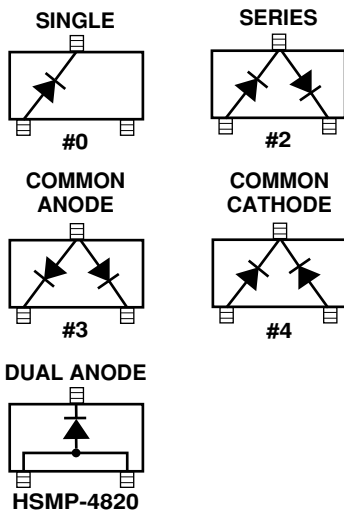 SINGLE
SERIES
#0
#2
COMMON
ANODE
COMMON
CATHODE
#3
#4
DUAL ANODE
HSMP-4820